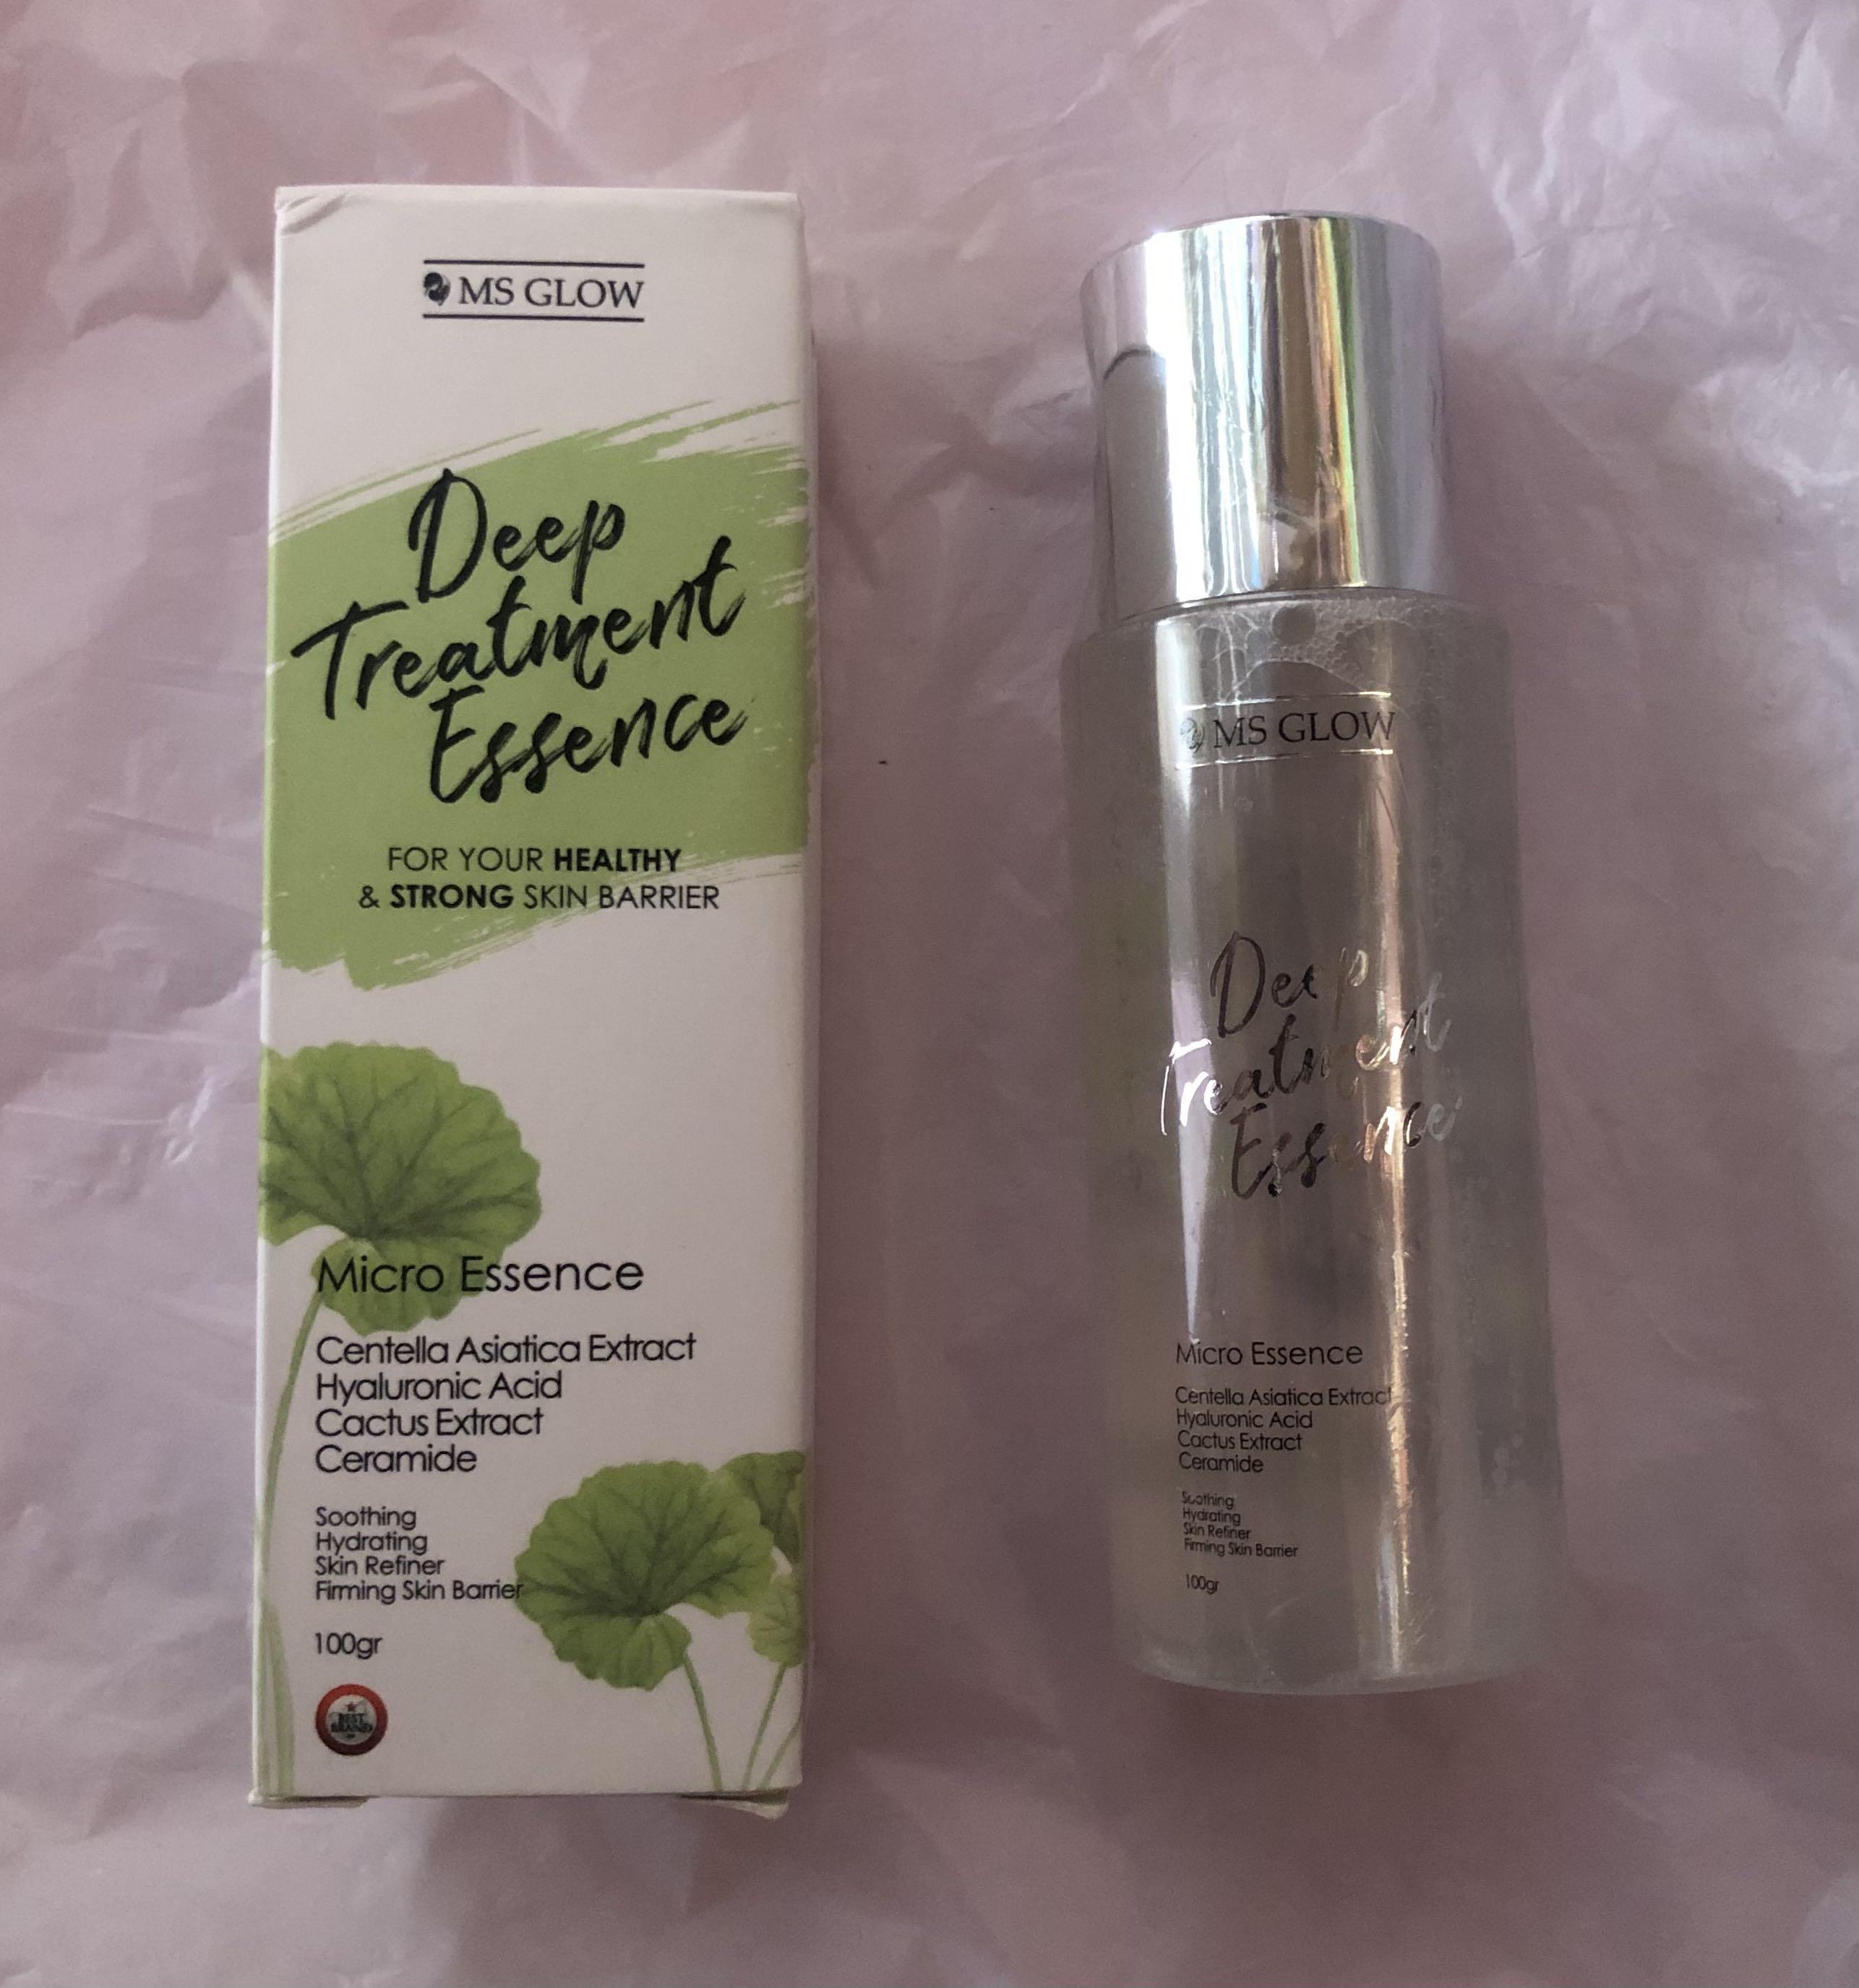 MS GLOW
Deep
Treatment
Essence
FOR YOUR HEALTHY
& STRONG SKIN BARRIER
Micro Essence
Centella Asiatica Extract
Hyaluronic Acid
Cactus Extract
Ceramide
Soothing
Hydrating
Skin Refiner
Firming Skin Barrier
100gr
BEST
BRAND
MS GLOW
Deep
Treatment
Essence
Micro Essence
Centella Asiatica Extract
Hyaluronic Acid
Cactus Extract
Ceramide
Soothing
Hydrating
Skin Refiner
Firming Skin Barrier
100gr